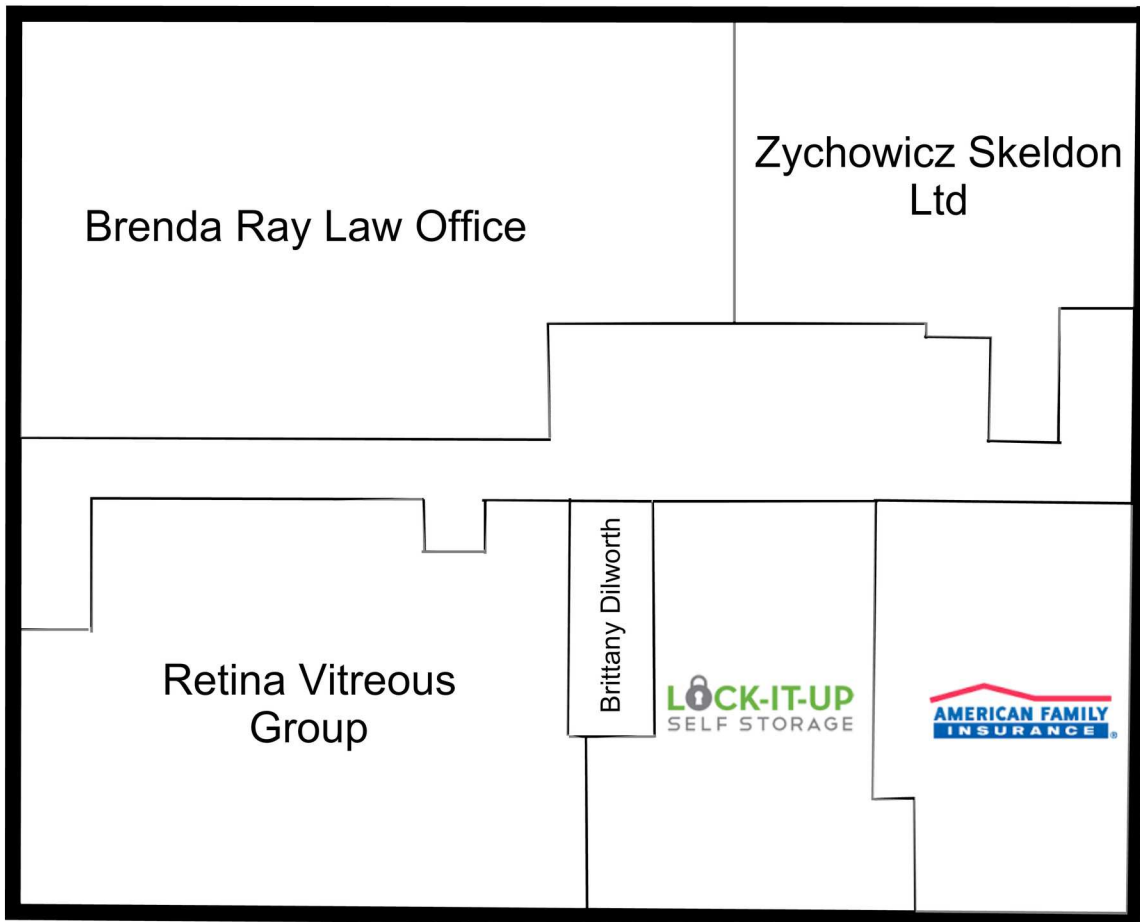 Brenda Ray Law Office
Zychowicz Skeldon
Ltd
Retina Vitreous
Group
Brittany Dilworth
LOCK-IT-UP
SELF STORAGE
AMERICAN FAMILY
INSURANCE ®